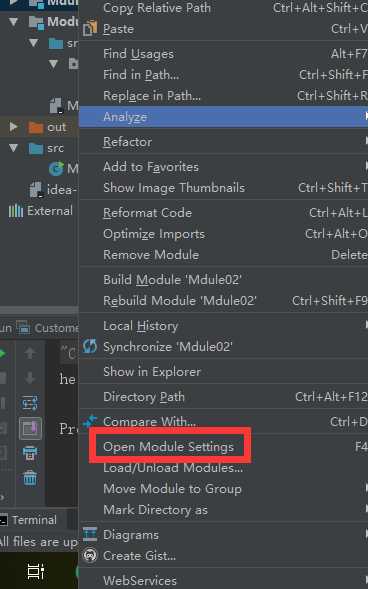 Mdule
Copy Relative Path Ctrl+Alt+Shift+C
Paste Ctrl+V
Find Usages Alt+F7
Find in Path... Ctrl+Shift+F
Replace in Path... Ctrl+Shift+R
Analyze
Refactor
Add to Favorites
Show Image Thumbnails Ctrl+Shift+T
Reformat Code Ctrl+Alt+L
Optimize Imports Ctrl+Alt+O
Remove Module Delete
Build Module 'Mdule02'
Rebuild Module 'Mdule02' Ctrl+Shift+F9
Local History
Synchronize 'Mdule02'
Show in Explorer
Directory Path Ctrl+Alt+F12
Compare With... Ctrl+D
Open Module Settings F4
Load/Unload Modules...
Move Module to Group
Mark Directory as
Diagrams
Create Gist...
WebServices
Modu
sr
M
out
src
M
idea-
External
un Custome
"C
he
Pro
Terminal
All files are up